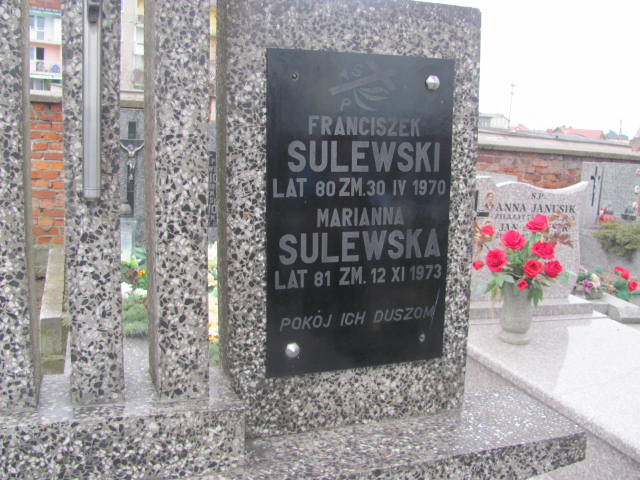 Ś P
FRANCISZEK
SULEWSKI
LAT 80 ZM. 30 IV 1970
MARIANNA
SULEWSKA
LAT 81 ZM. 12 XI 1973
POKÓJ ICH DUSZOM
Ś.P.
ANNA JANUSIK